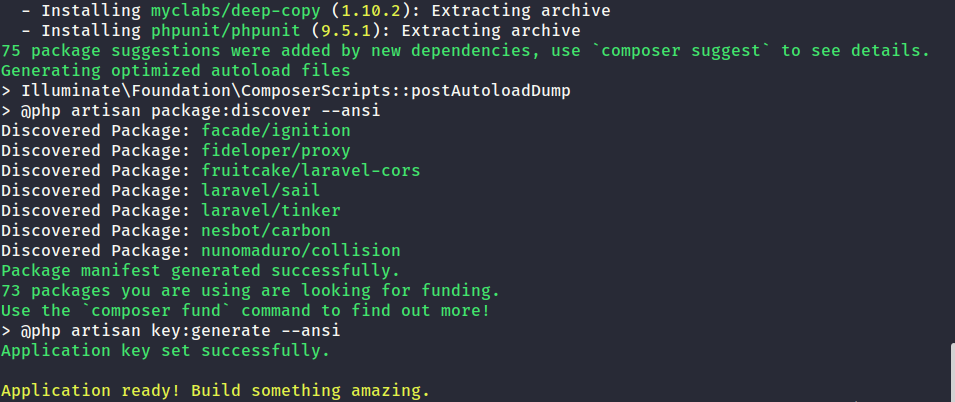 - Installing myclabs/deep-copy (1.10.2): Extracting archive
- Installing phpunit/phpunit (9.5.1): Extracting archive
75 package suggestions were added by new dependencies, use `composer suggest` to see details.
Generating optimized autoload files
> Illuminate\Foundation\ComposerScripts::postAutoloadDump
> @php artisan package:discover --ansi
Discovered Package: facade/ignition
Discovered Package: fideloper/proxy
Discovered Package: fruitcake/laravel-cors
Discovered Package: laravel/sail
Discovered Package: laravel/tinker
Discovered Package: nesbot/carbon
Discovered Package: nunomaduro/collision
Package manifest generated successfully.
73 packages you are using are looking for funding.
Use the `composer fund` command to find out more!
> @php artisan key:generate --ansi
Application key set successfully.
Application ready! Build something amazing.